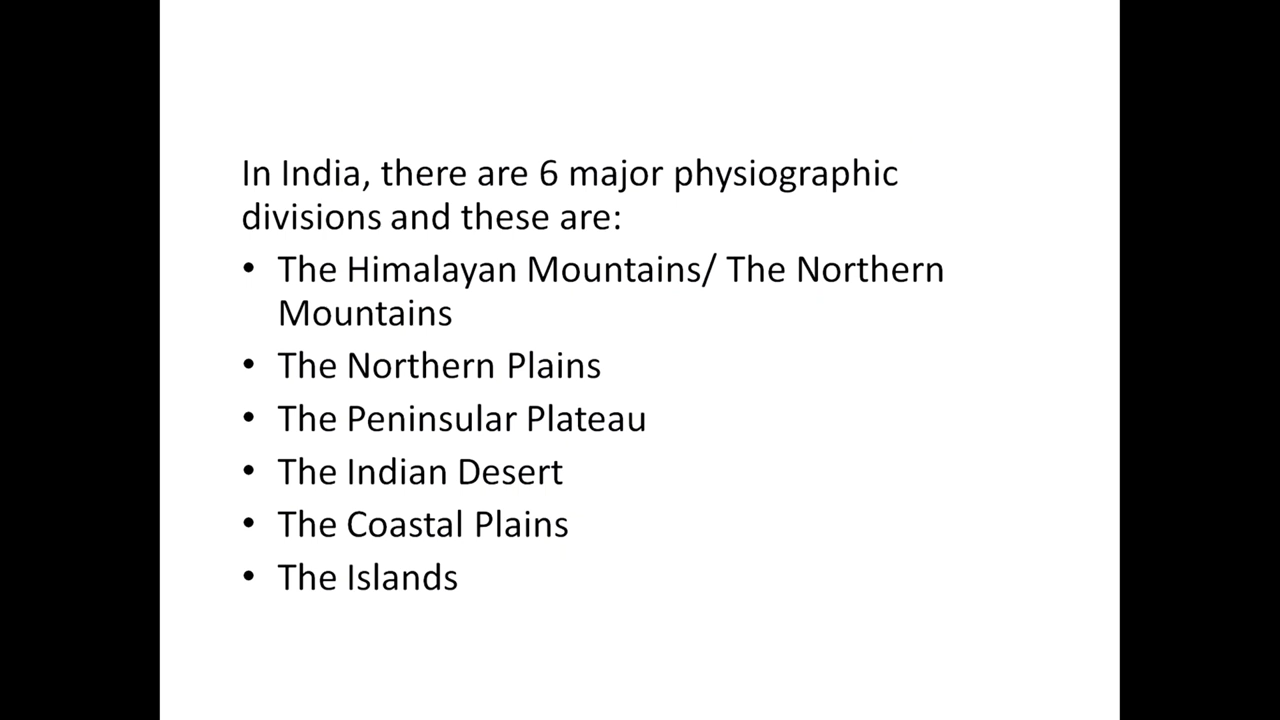 In India, there are 6 major physiographic
divisions and these are:
• The Himalayan Mountains/ The Northern
Mountains
• The Northern Plains
• The Peninsular Plateau
• The Indian Desert
• The Coastal Plains
• The Islands